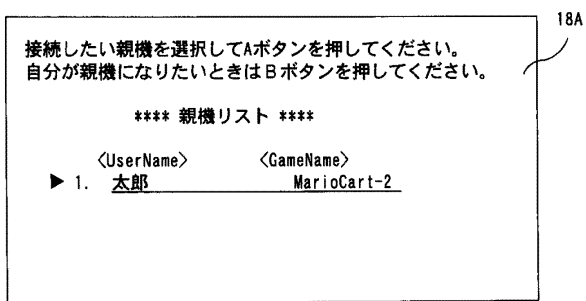 18A
接続したい親機を選択してAボタンを押してください。
自分が親機になりたいときはBボタンを押してください。
**** 親機リスト ****
<UserName> <GameName>
▶ 1. 太郎 MarioCart-2